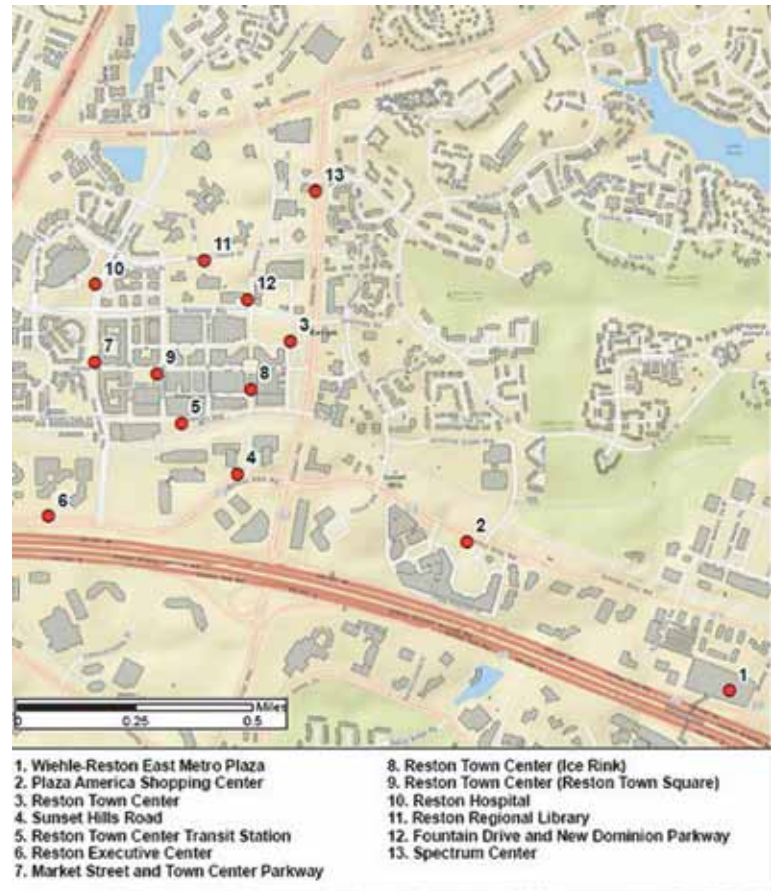 13
11
10
12
3
Reston
7
9
8
5
4
6
2
1
Miles
0 0.25 0.5
1. Wiehle-Reston East Metro Plaza
2. Plaza America Shopping Center
3. Reston Town Center
4. Sunset Hills Road
5. Reston Town Center Transit Station
6. Reston Executive Center
7. Market Street and Town Center Parkway
8. Reston Town Center (Ice Rink)
9. Reston Town Center (Reston Town Square)
10. Reston Hospital
11. Reston Regional Library
12. Fountain Drive and New Dominion Parkway
13. Spectrum Center